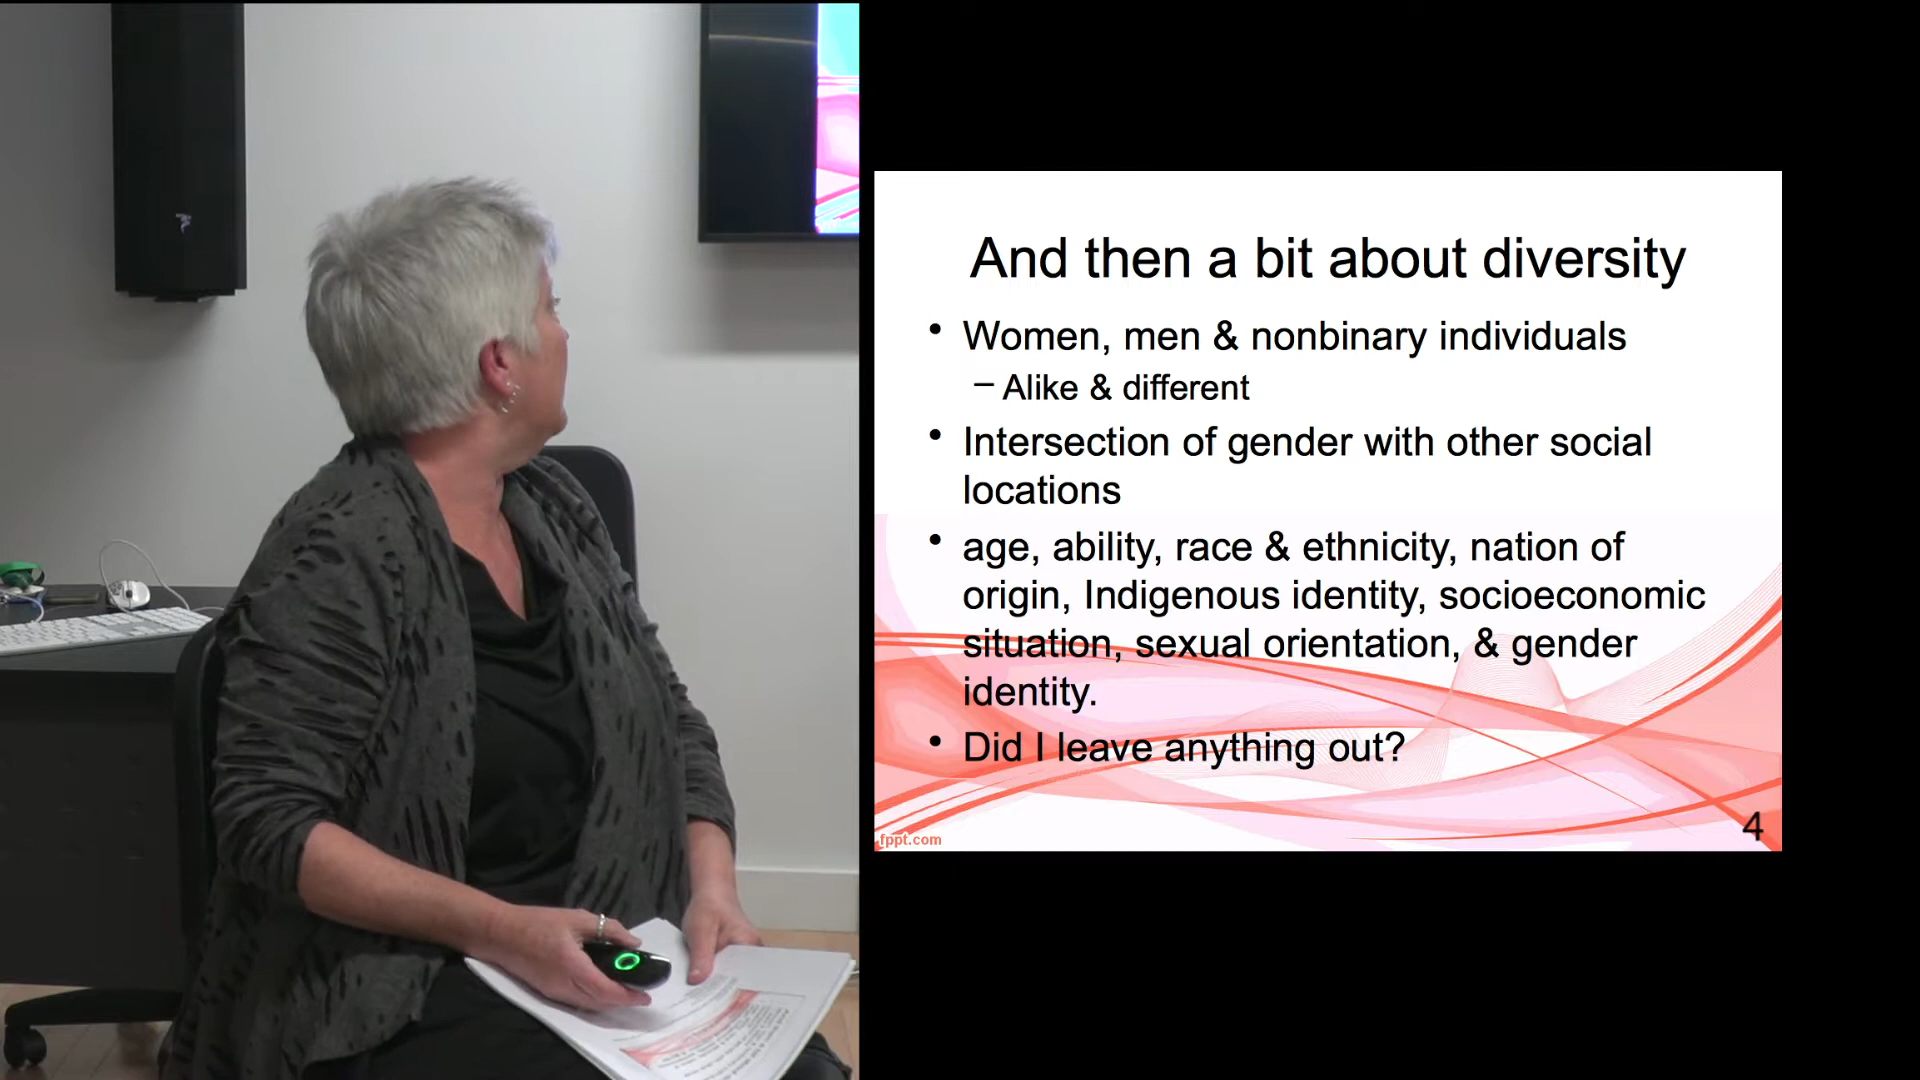 And then a bit about diversity
• Women, men & nonbinary individuals
– Alike & different
• Intersection of gender with other social
locations
• age, ability, race & ethnicity, nation of
origin, Indigenous identity, socioeconomic
situation, sexual orientation, & gender
identity.
• Did I leave anything out?
fppt.com
4